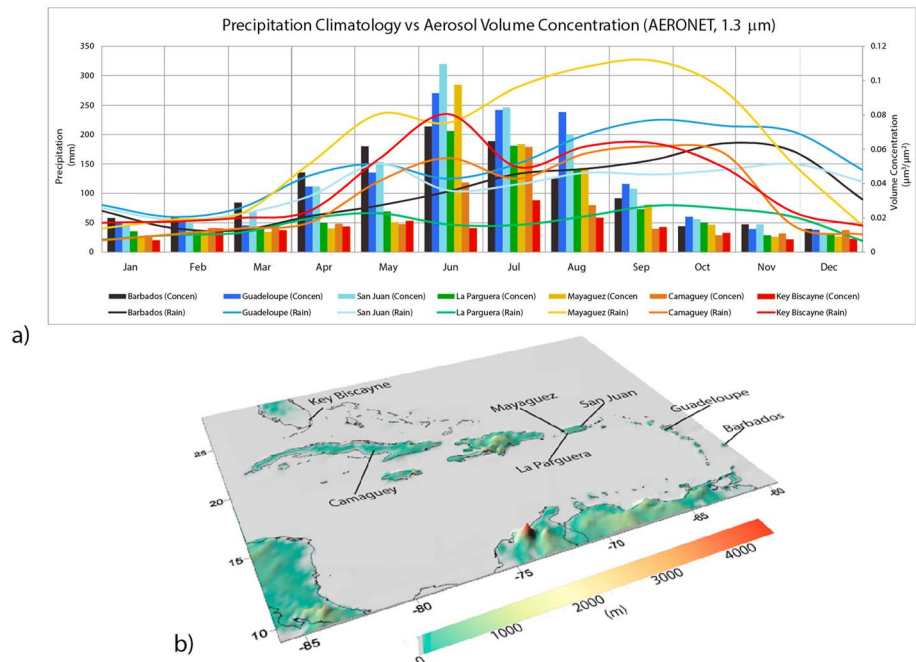 Precipitation Climatology vs Aerosol Volume Concentration (AERONET, 1.3 μm)
350
300
250
200
150
100
50
0
Precipitation
(mm)
0.12
0.1
0.08
0.06
0.04
0.02
0
Volume Concentration
(μm³/μm²)
Jan Feb Mar Apr May Jun Jul Aug Sep Oct Nov Dec
Barbados (Concen) Guadeloupe (Concen) San Juan (Concen) La Parguera (Concen) Mayaguez (Concen Camaguey (Concen) Key Biscayne (Concen)
Barbados (Rain) Guadeloupe (Rain) San Juan (Rain) La Parguera (Rain) Mayaguez (Rain) Camaguey (Rain) Key Biscayne (Rain)
a)
Key Biscayne
Mayaguez
San Juan
Guadeloupe
Barbados
La Parguera
Camaguey
25
20
15
10
-85
-80
-75
-70
-65
-60
0
1000
2000
3000
4000
(m)
b)